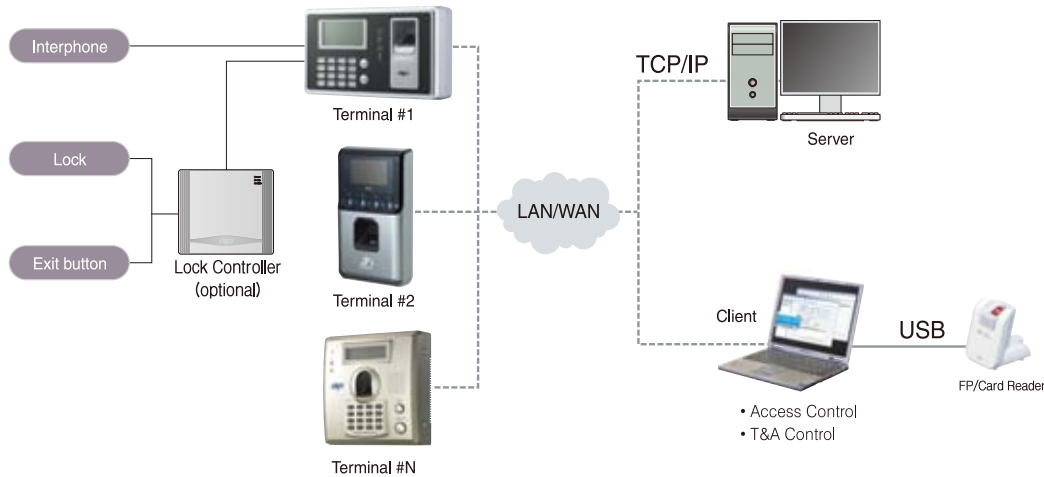 Interphone
Terminal #1
Lock
Exit button
Lock Controller
(optional)
Terminal #2
Terminal #N
LAN/WAN
TCP/IP
Server
Client
USB
FP/Card Reader
• Access Control
• T&A Control